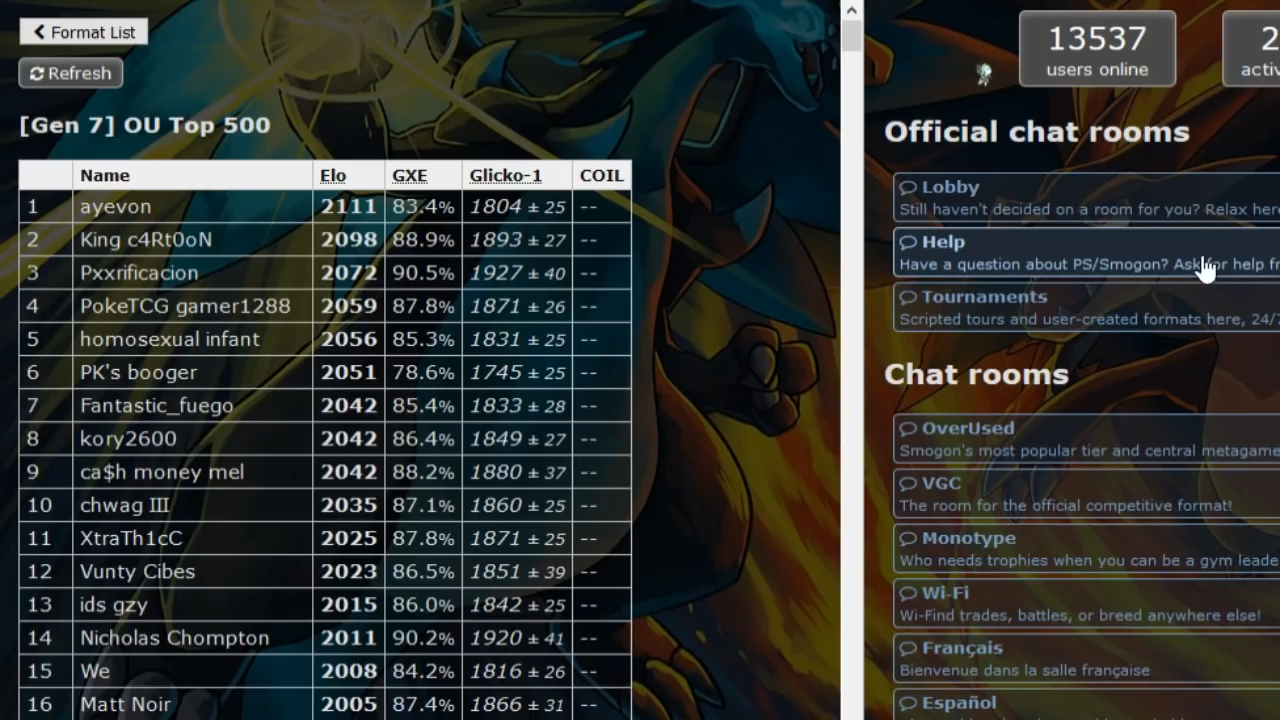 Format List
Refresh
[Gen 7] OU Top 500
Name Elo GXE Glicko-1 COIL
1 ayevon 2111 83.4% 1804 ± 25 --
2 King c4Rt0oN 2098 88.9% 1893 ± 27 --
3 Pxxrificacion 2072 90.5% 1927 ± 40 --
4 PokeTCG gamer1288 2059 87.8% 1871 ± 26 --
5 homosexual infant 2056 85.3% 1831 ± 25 --
6 PK's booger 2051 78.6% 1745 ± 25 --
7 Fantastic_fuego 2042 85.4% 1833 ± 28 --
8 kory2600 2042 86.4% 1849 ± 27 --
9 ca$h money mel 2042 88.2% 1880 ± 37 --
10 chwag III 2035 87.1% 1860 ± 25 --
11 XtraTh1cC 2025 87.8% 1871 ± 25 --
12 Vunty Cibes 2023 86.5% 1851 ± 39 --
13 ids gzy 2015 86.0% 1842 ± 25 --
14 Nicholas Chompton 2011 90.2% 1920 ± 41 --
15 We 2008 84.2% 1816 ± 26 --
16 Matt Noir 2005 87.4% 1866 ± 31 --
13537
users online
2
activ
Official chat rooms
Lobby
Still haven't decided on a room for you? Relax here
Help
Have a question about PS/Smogon? Ask for help fr
Tournaments
Scripted tours and user-created formats here, 24/7
Chat rooms
OverUsed
Smogon's most popular tier and central metagame
VGC
The room for the official competitive format!
Monotype
Who needs trophies when you can be a gym leade
Wi-Fi
Wi-Find trades, battles, or breed anywhere else!
Français
Bienvenue dans la salle française
Español